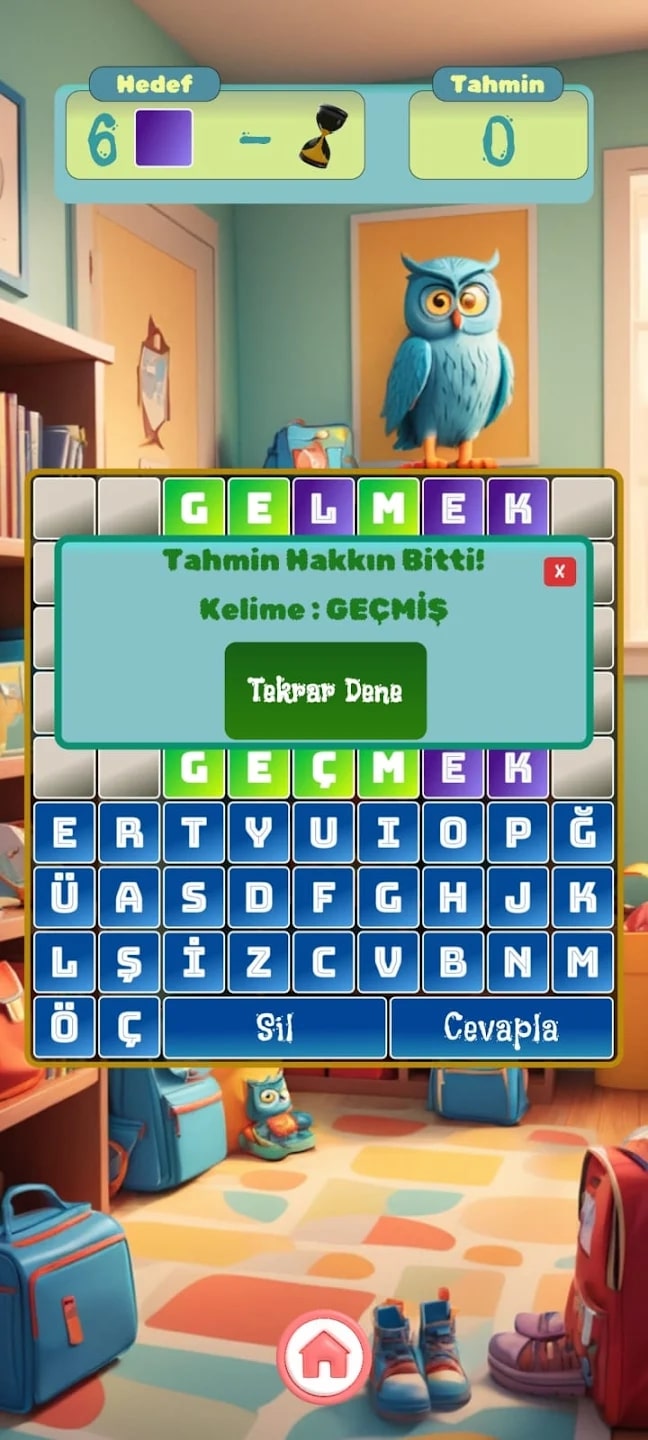 Hedef Tahmin
6 - 0
GELMEK
Tahmin Hakkın Bitti!
X
Kelime : GEÇMİŞ
Tekrar Dene
GEÇMEK
E R T Y U I O P Ğ
Ü A S D F G H J K
L Ş İ Z C V B N M
Ö Ç Sil Cevapla